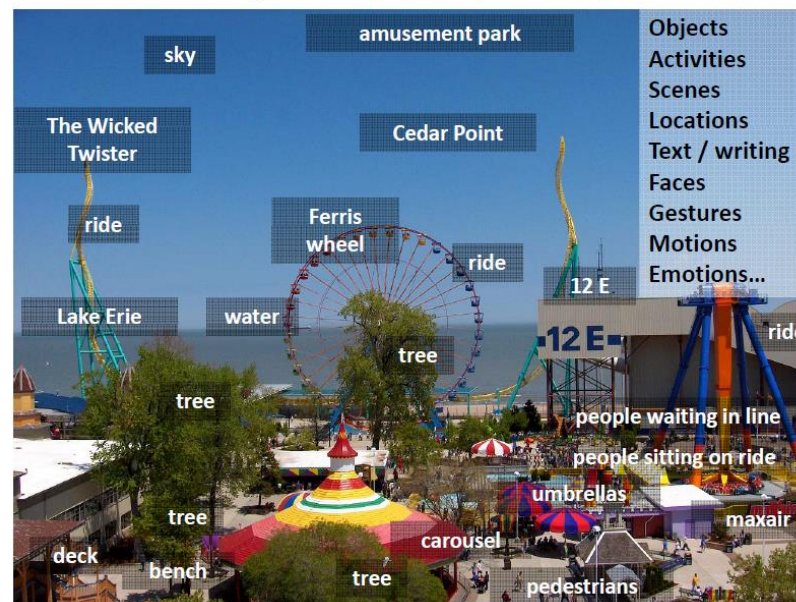 amusement park
sky
Objects
Activities
Scenes
Locations
Text / writing
Faces
Gestures
Motions
Emotions...
The Wicked
Twister
Cedar Point
ride
Ferris
wheel
ride
12 E
Lake Erie
water
12 E
ride
tree
tree
people waiting in line
people sitting on ride
umbrellas
tree
maxair
carousel
deck
bench
tree
pedestrians